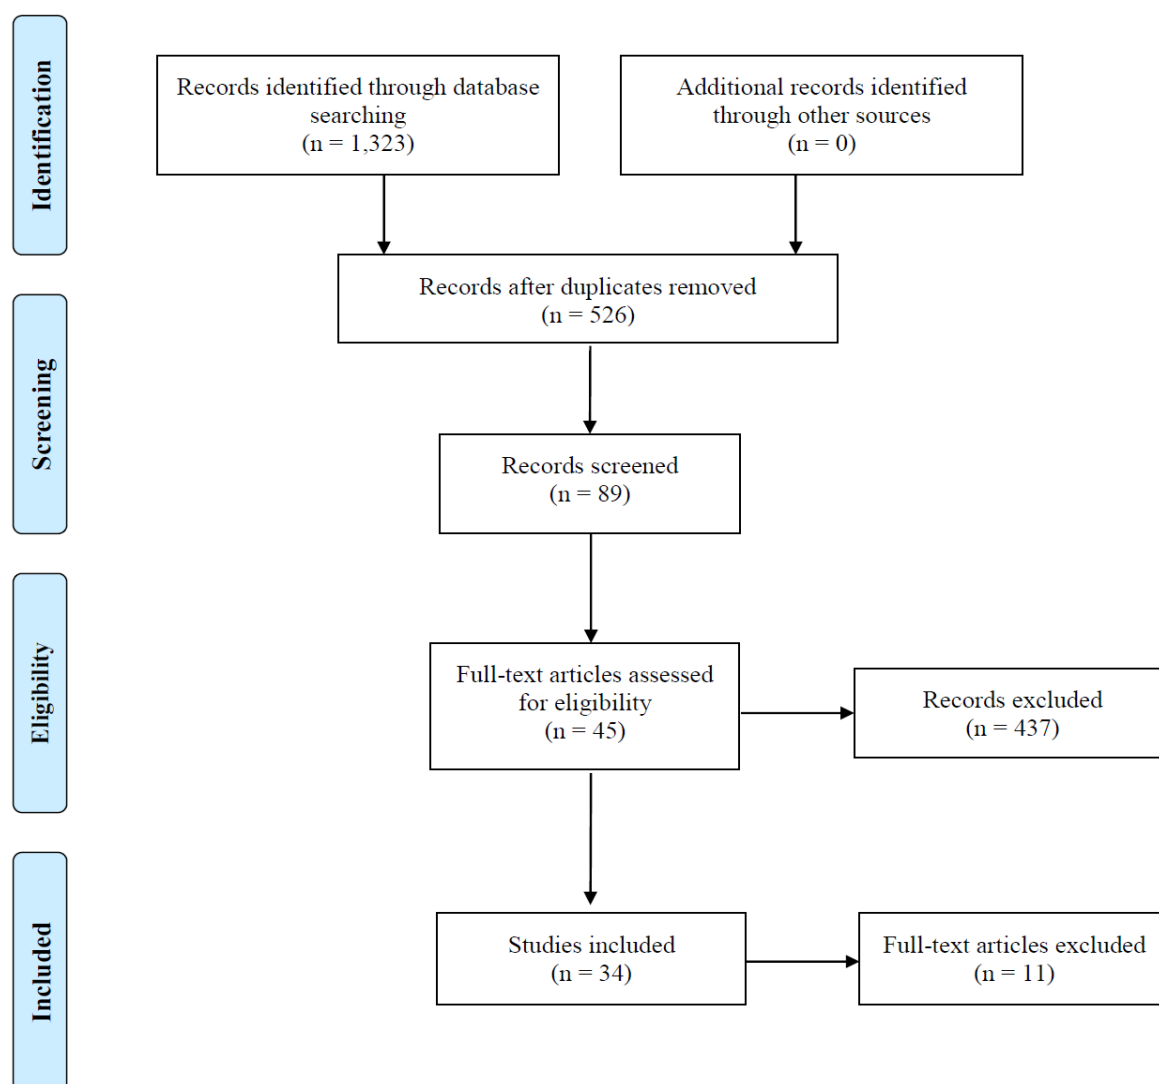 Identification
Records identified through database
searching
(n = 1,323)
Additional records identified
through other sources
(n = 0)
Records after duplicates removed
(n = 526)
Screening
Records screened
(n = 89)
Eligibility
Full-text articles assessed
for eligibility
(n = 45)
Records excluded
(n = 437)
Included
Studies included
(n = 34)
Full-text articles excluded
(n = 11)